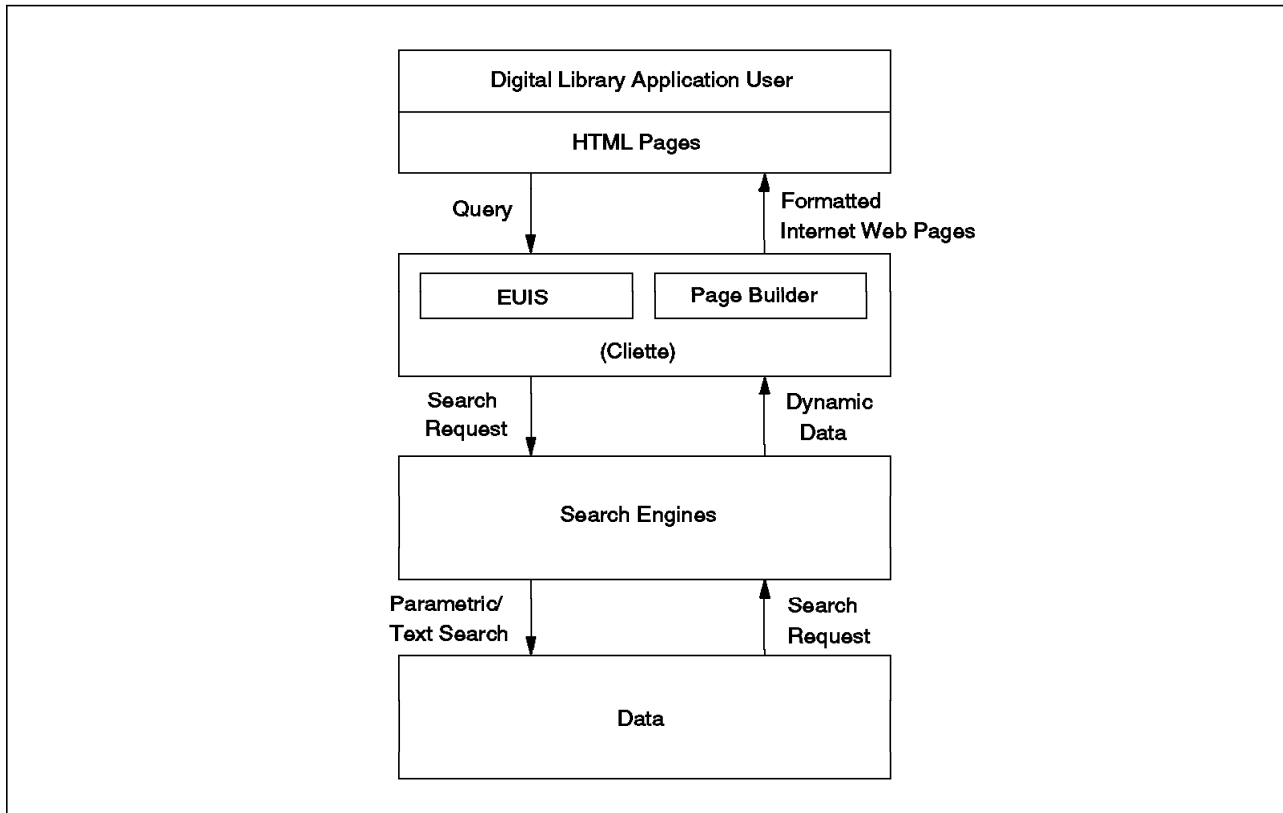 Digital Library Application User
HTML Pages
Query
Formatted
Internet Web Pages
EUIS
Page Builder
(Cliette)
Search
Request
Dynamic
Data
Search Engines
Parametric/
Text Search
Search
Request
Data